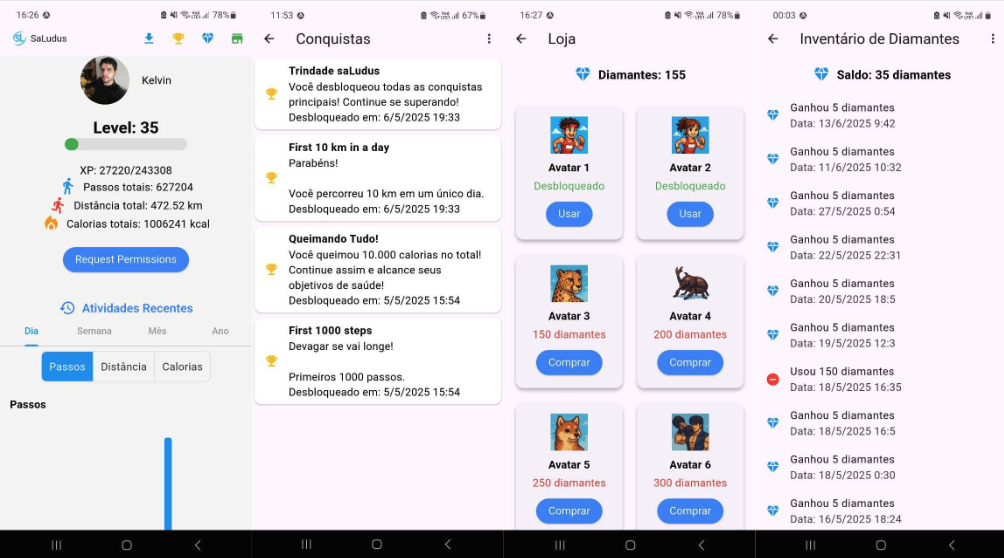 16:26
78%
SaLudus
Kelvin
Level: 35
XP: 27220/243308
Passos totais: 627204
Distância total: 472.52 km
Calorias totais: 1006241 kcal
Request Permissions
Atividades Recentes
Dia Semana Mês Ano
Passos Distância Calorias
Passos
11:53
67%
Conquistas
Trindade saLudus
Você desbloqueou todas as conquistas
principais! Continue se superando!
Desbloqueado em: 6/5/2025 19:33
First 10 km in a day
Parabéns!
Você percorreu 10 km em um único dia.
Desbloqueado em: 6/5/2025 19:33
Queimando Tudo!
Você queimou 10.000 calorias no total!
Continue assim e alcance seus
objetivos de saúde!
Desbloqueado em: 5/5/2025 15:54
First 1000 steps
Devagar se vai longe!
Primeiros 1000 passos.
Desbloqueado em: 5/5/2025 15:54
16:27
78%
Loja
Diamantes: 155
Avatar 1 Avatar 2
Desbloqueado Desbloqueado
Usar Usar
Avatar 3 Avatar 4
150 diamantes 200 diamantes
Comprar Comprar
Avatar 5 Avatar 6
250 diamantes 300 diamantes
Comprar Comprar
00:03
Inventário de Diamantes
Saldo: 35 diamantes
Ganhou 5 diamantes
Data: 13/6/2025 9:42
Ganhou 5 diamantes
Data: 11/6/2025 10:32
Ganhou 5 diamantes
Data: 27/5/2025 0:54
Ganhou 5 diamantes
Data: 22/5/2025 22:31
Ganhou 5 diamantes
Data: 20/5/2025 18:5
Ganhou 5 diamantes
Data: 19/5/2025 12:3
Usou 150 diamantes
Data: 18/5/2025 16:35
Ganhou 5 diamantes
Data: 18/5/2025 16:5
Ganhou 5 diamantes
Data: 18/5/2025 0:30
Ganhou 5 diamantes
Data: 16/5/2025 18:24